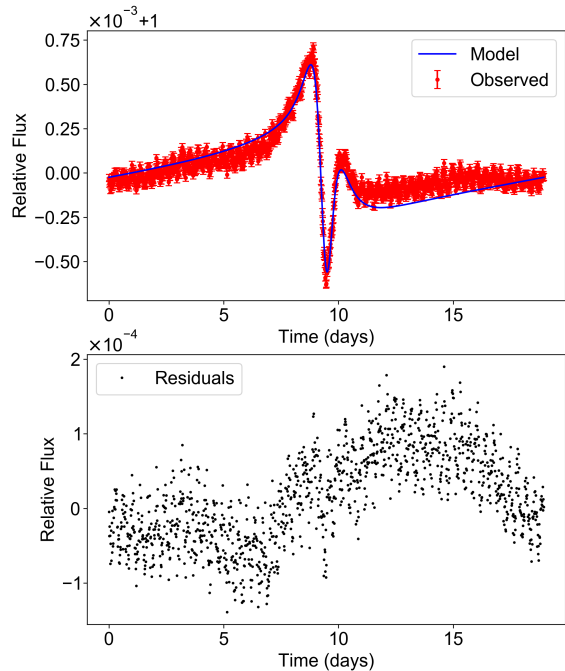 ×10⁻³+1
0.75
0.50
0.25
0.00
−0.25
−0.50
Relative Flux
Model
Observed
0
5
10
15
Time (days)
×10⁻⁴
2
1
0
−1
Relative Flux
Residuals
0
5
10
15
Time (days)